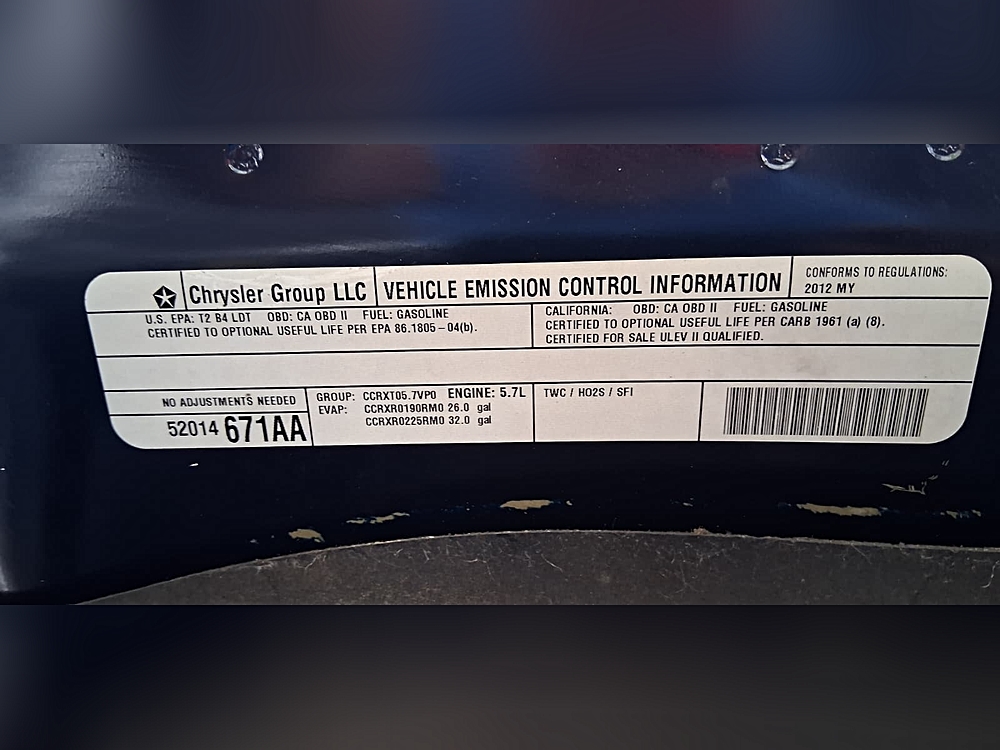 Chrysler Group LLC
VEHICLE EMISSION CONTROL INFORMATION
CONFORMS TO REGULATIONS:
2012 MY
U.S. EPA: T2 B4 LDT OBD: CA OBD II FUEL: GASOLINE
CERTIFIED TO OPTIONAL USEFUL LIFE PER EPA 86.1805-04(b).
CALIFORNIA: OBD: CA OBD II FUEL: GASOLINE
CERTIFIED TO OPTIONAL USEFUL LIFE PER CARB 1961 (a) (8).
CERTIFIED FOR SALE ULEV II QUALIFIED.
NO ADJUSTMENTS NEEDED
52014 671AA
GROUP: CCRXT05.7VP0 ENGINE: 5.7L
EVAP: CCRXR0190RM0 26.0 gal
CCRXR0225RM0 32.0 gal
TWC / HO2S / SFI